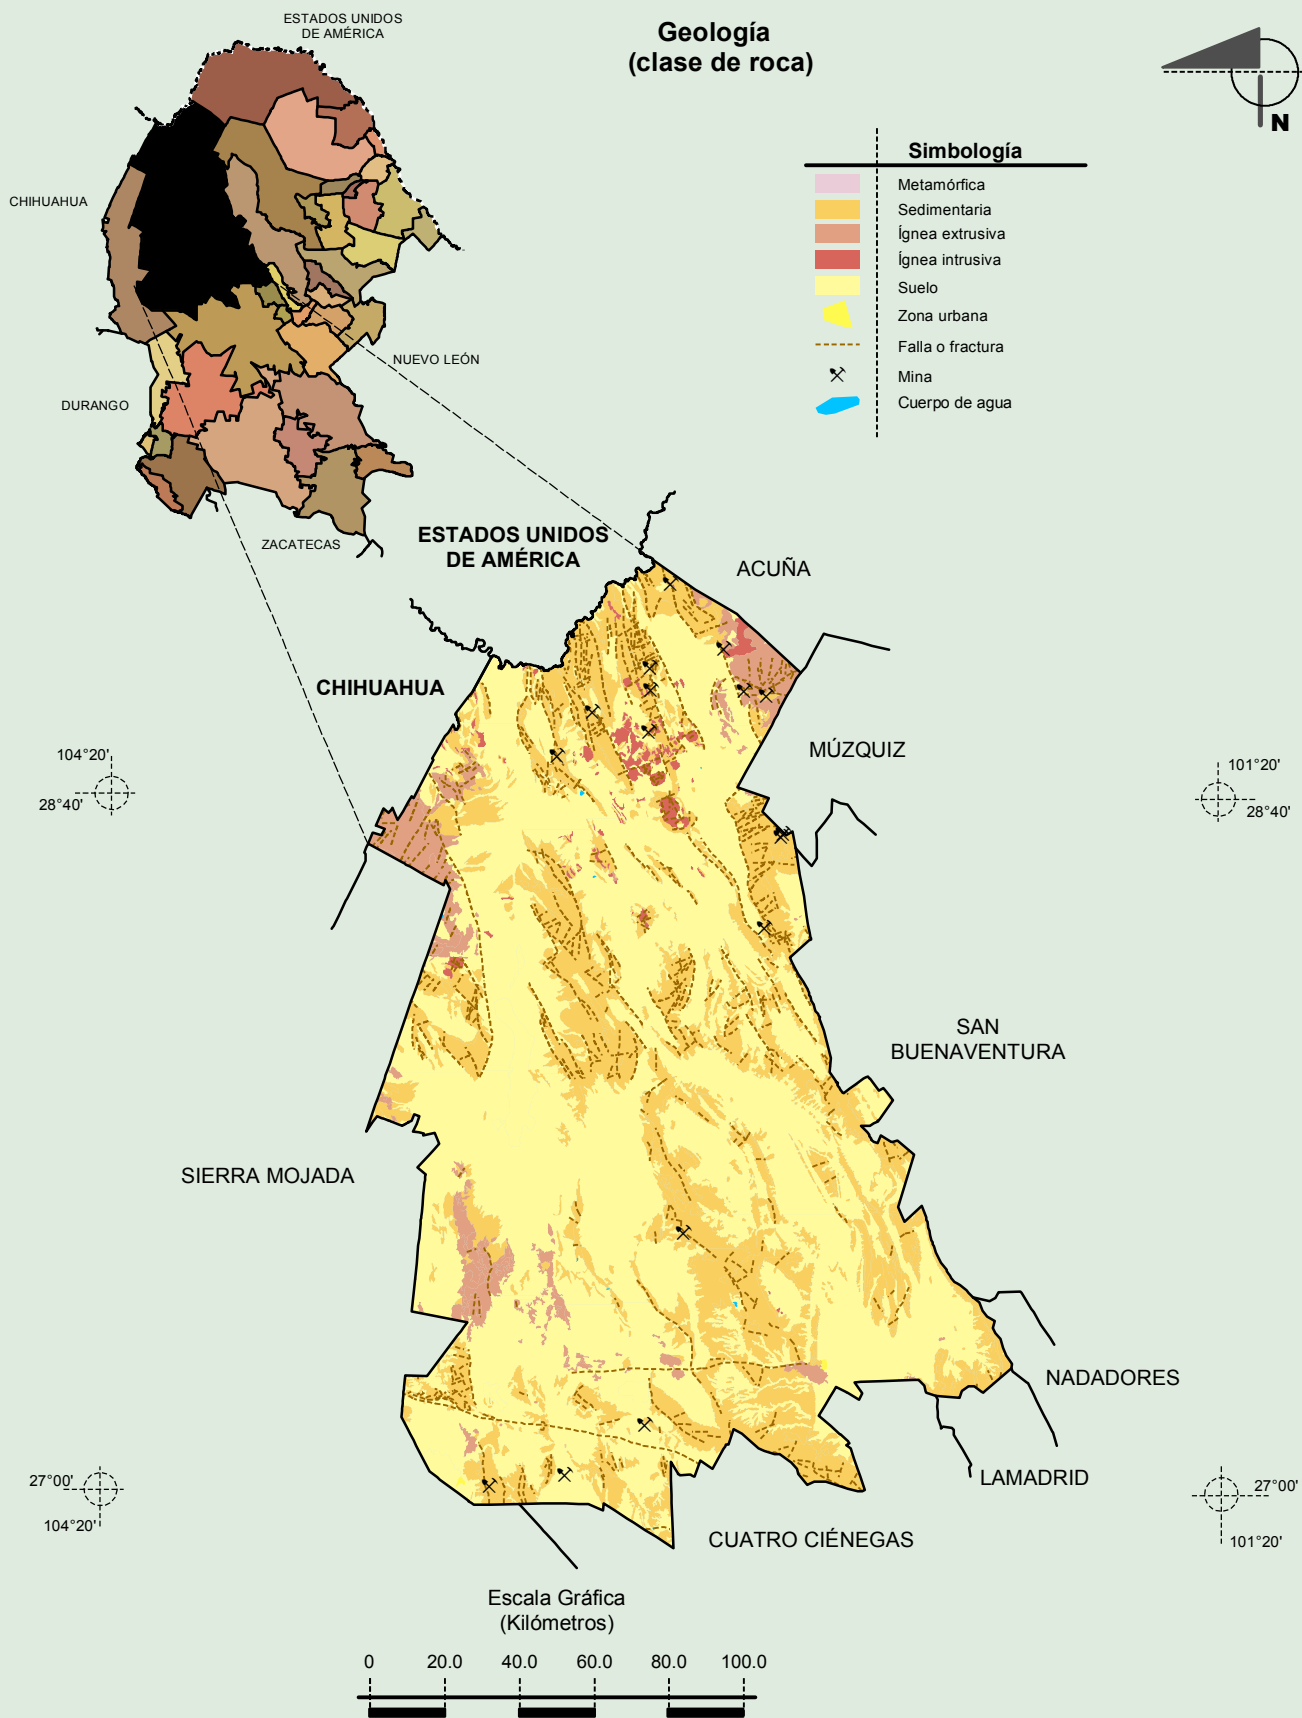 ESTADOS UNIDOS
DE AMÉRICA
Geología
(clase de roca)
N
Simbología
Metamórfica
Sedimentaria
Ígnea extrusiva
Ígnea intrusiva
Suelo
Zona urbana
Falla o fractura
Mina
Cuerpo de agua
CHIHUAHUA
NUEVO LEÓN
DURANGO
ZACATECAS
ESTADOS UNIDOS
DE AMÉRICA
ACUÑA
CHIHUAHUA
MÚZQUIZ
104°20'
28°40'
101°20'
28°40'
SAN
BUENAVENTURA
SIERRA MOJADA
NADADORES
LAMADRID
27°00'
104°20'
27°00'
101°20'
CUATRO CIÉNEGAS
Escala Gráfica
(Kilómetros)
0 20.0 40.0 60.0 80.0 100.0